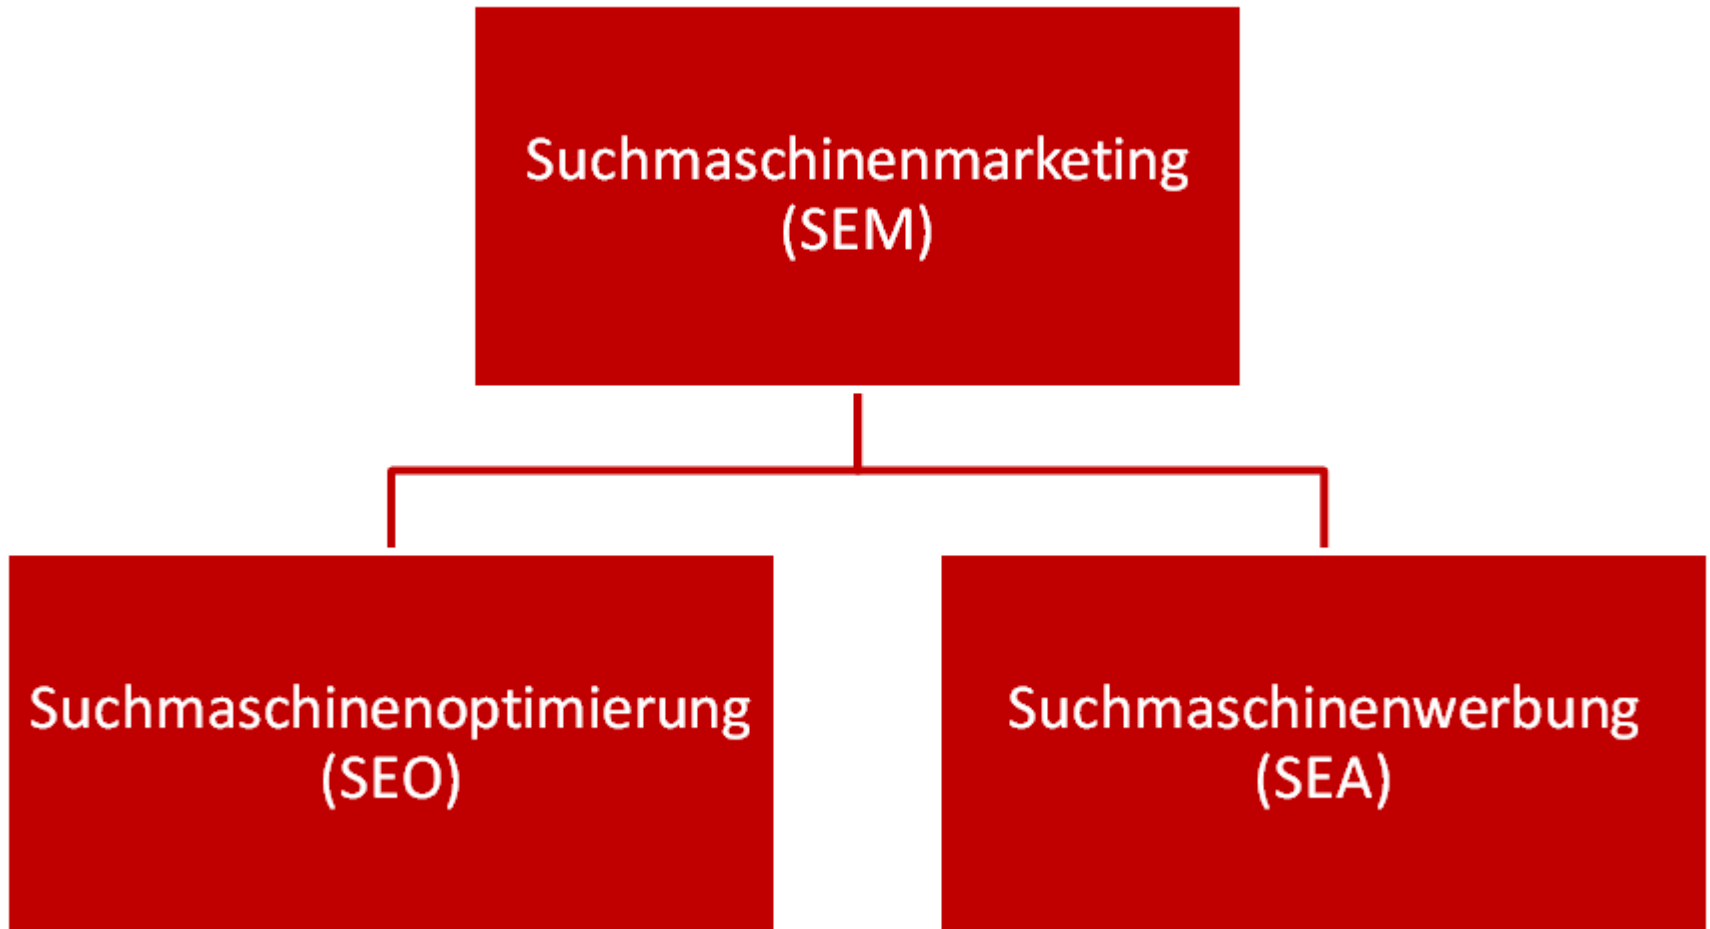 Suchmaschinenmarketing
(SEM)
Suchmaschinenoptimierung
(SEO)
Suchmaschinenwerbung
(SEA)